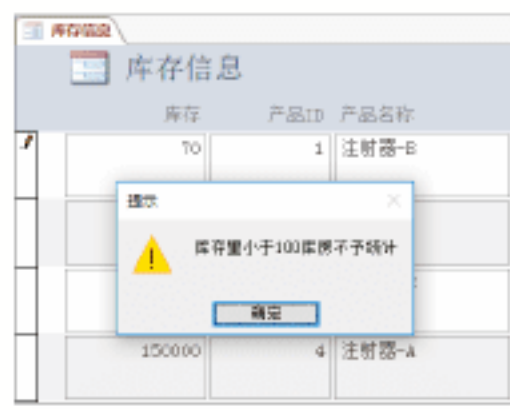 库存信息
库存信息
库存 产品ID 产品名称
70 1 注射器-B
提示
库存量小于100库房不予统计
确定
150000 4 注射器-A